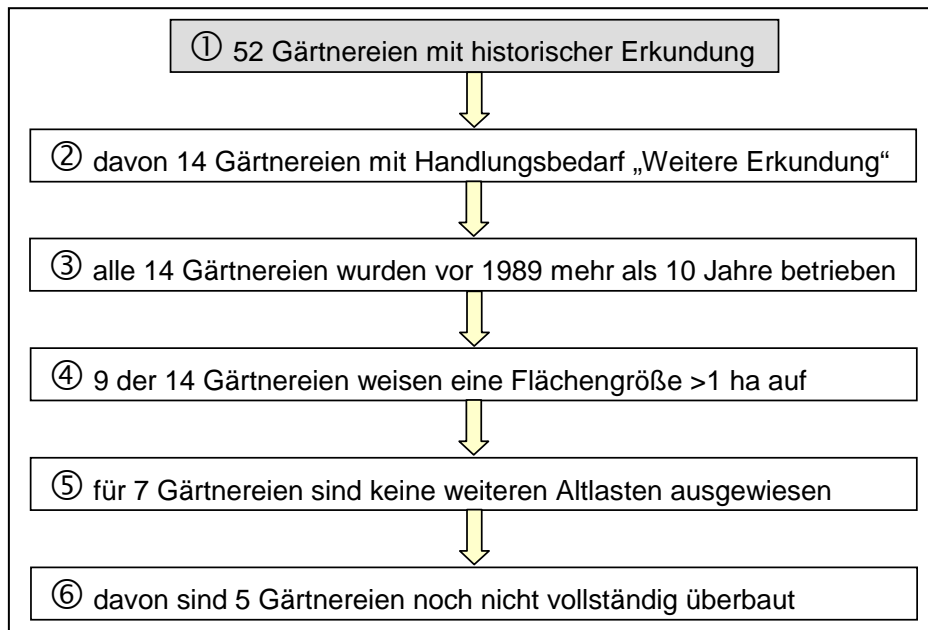 ① 52 Gärtnereien mit historischer Erkundung
② davon 14 Gärtnereien mit Handlungsbedarf „Weitere Erkundung“
③ alle 14 Gärtnereien wurden vor 1989 mehr als 10 Jahre betrieben
④ 9 der 14 Gärtnereien weisen eine Flächengröße >1 ha auf
⑤ für 7 Gärtnereien sind keine weiteren Altlasten ausgewiesen
⑥ davon sind 5 Gärtnereien noch nicht vollständig überbaut